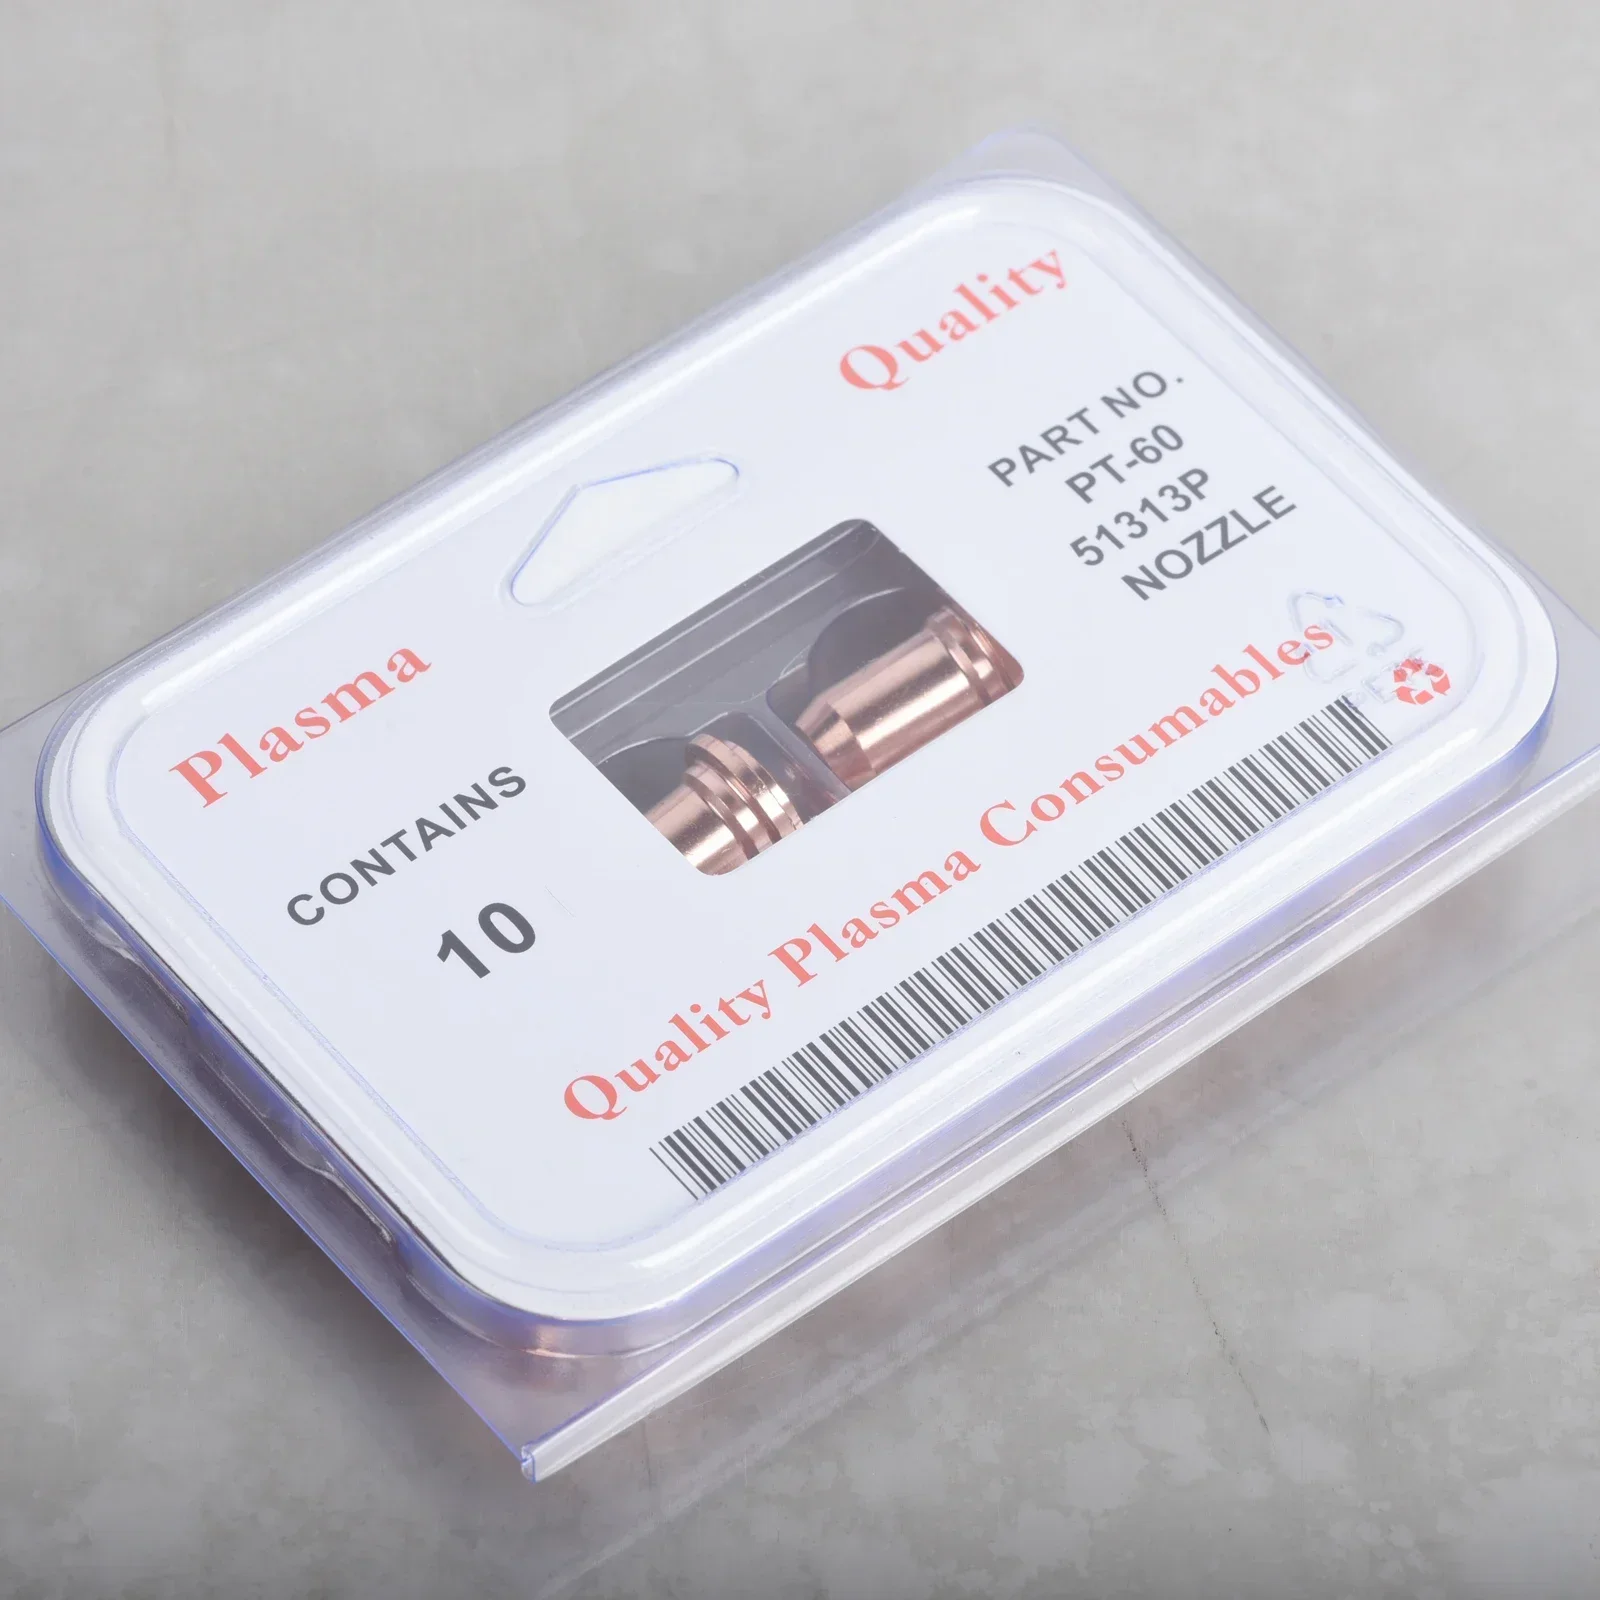 Plasma
Quality
CONTAINS
10
PART NO.
PT-60
51313P
NOZZLE
Quality Plasma Consumables